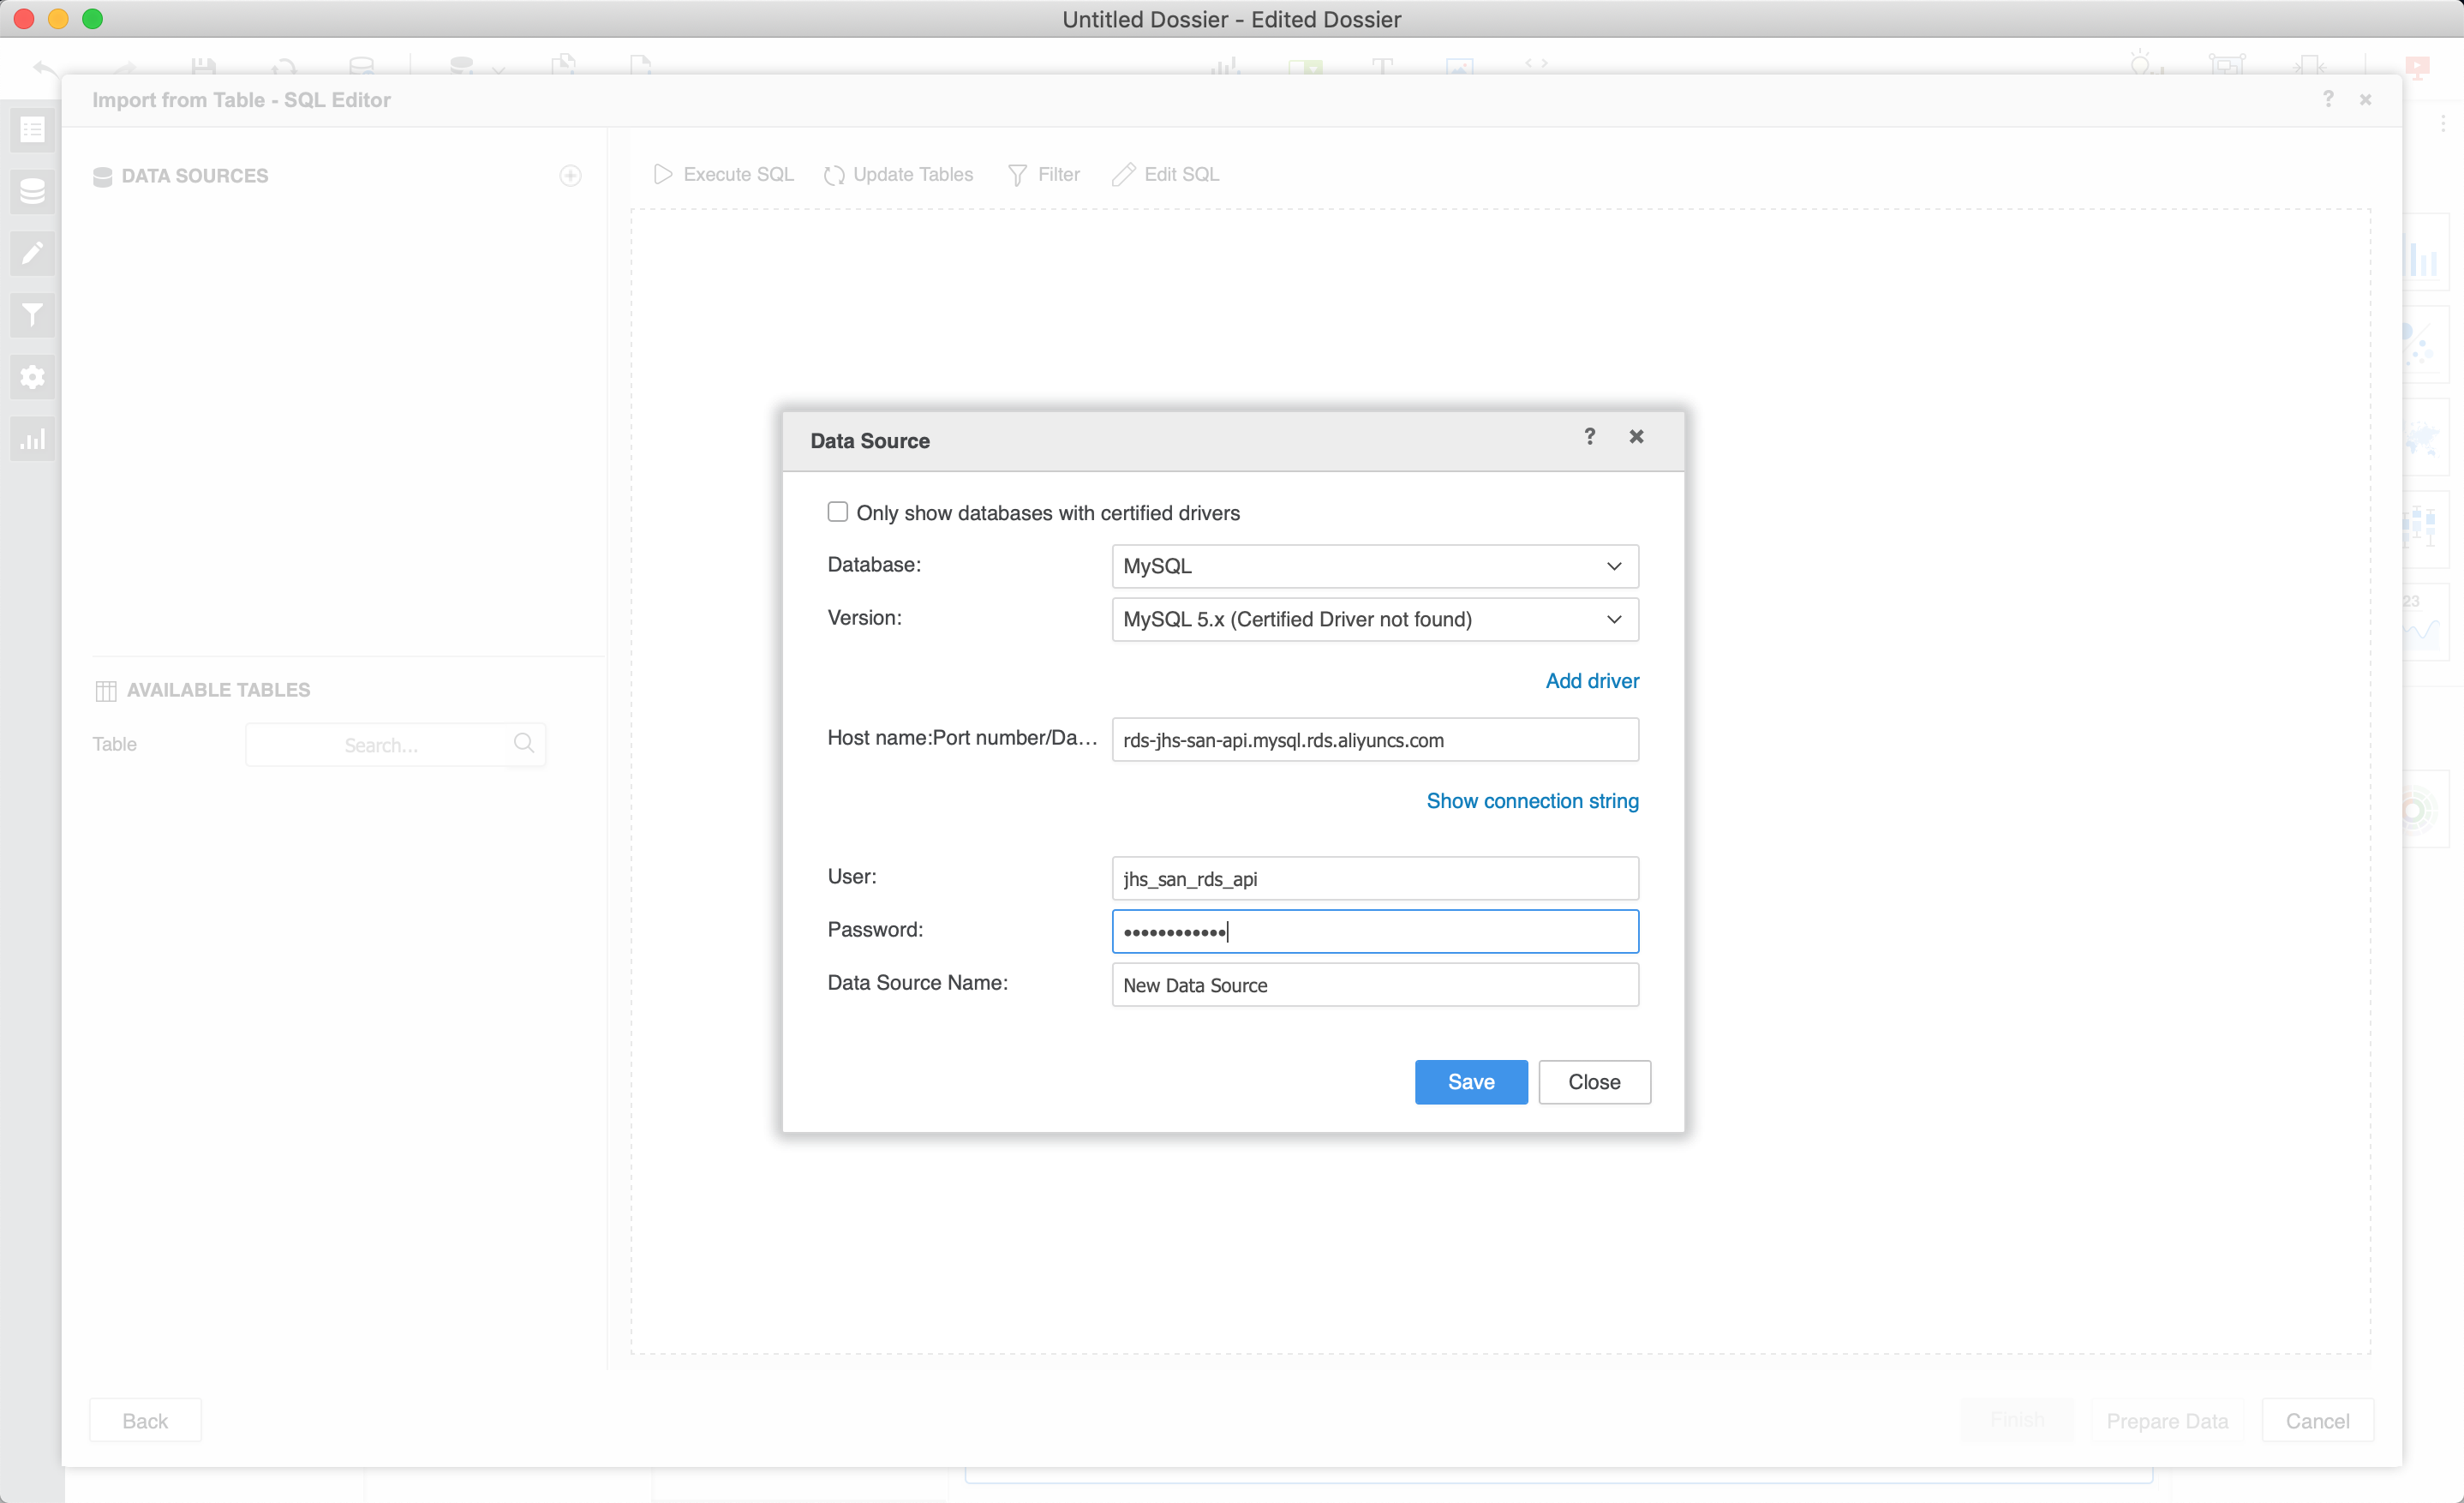 Untitled Dossier - Edited Dossier
Import from Table - SQL Editor
?
DATA SOURCES
Execute SQL
Update Tables
Filter
Edit SQL
Data Source
?
Only show databases with certified drivers
Database:
MySQL
Version:
MySQL 5.x (Certified Driver not found)
Add driver
Host name:Port number/Da...
rds-jhs-san-api.mysql.rds.aliyuncs.com
Show connection string
User:
jhs_san_rds_api
Password:
••••••••••••
Data Source Name:
New Data Source
Save
Close
AVAILABLE TABLES
Table
Search...
23
Back
Finish
Prepare Data
Cancel